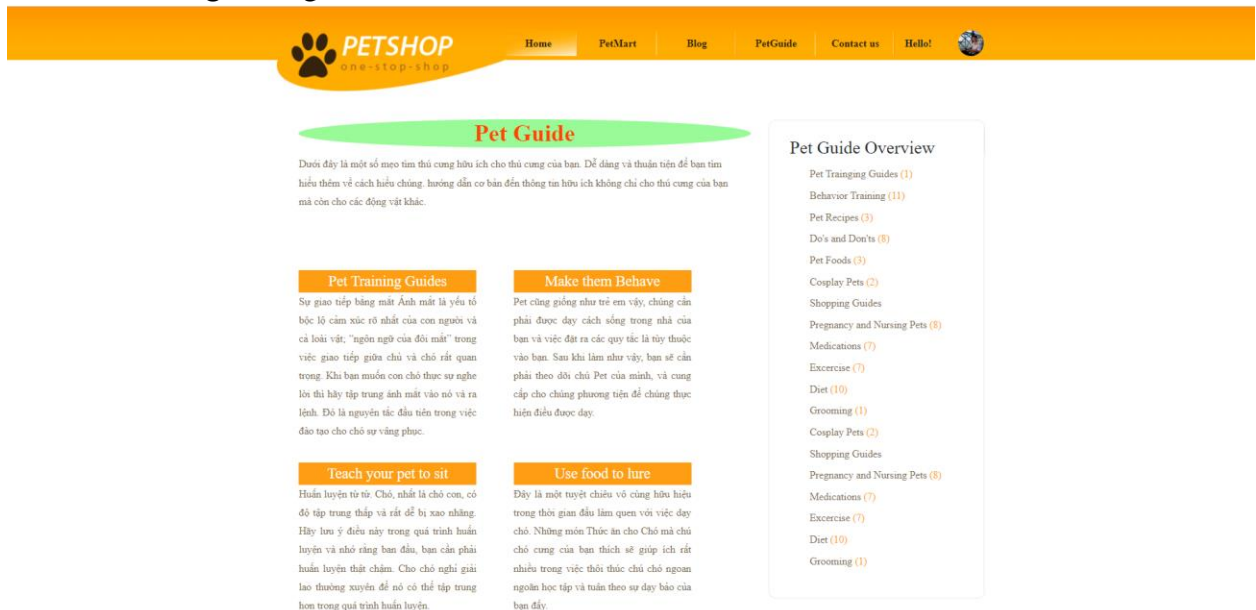 PETSHOP
one-stop-shop
Home PetMart Blog PetGuide Contact us Hello!
Pet Guide
Dưới đây là một số mẹo tìm thú cưng hữu ích cho thú cưng của bạn. Dễ dàng và thuận tiện để bạn tìm
hiểu thêm về cách hiểu chúng. hướng dẫn cơ bản đến thông tin hữu ích không chỉ cho thú cưng của bạn
mà còn cho các động vật khác.
Pet Training Guides
Sự giao tiếp bằng mắt Ánh mắt là yếu tố
bộc lộ cảm xúc rõ nhất của con người và
cả loài vật; "ngôn ngữ của đôi mắt" trong
việc giao tiếp giữa chủ và chó rất quan
trọng. Khi bạn muốn con chó thực sự nghe
lời thì hãy tập trung ánh mắt vào nó và ra
lệnh. Đó là nguyên tắc đầu tiên trong việc
đào tạo cho chó sự vâng phục.
Make them Behave
Pet cũng giống như trẻ em vậy, chúng cần
phải được dạy cách sống trong nhà của
bạn và việc đặt ra các quy tắc là tùy thuộc
vào bạn. Sau khi làm như vậy, bạn sẽ cần
phải theo dõi chú Pet của mình, và cung
cấp cho chúng phương tiện để chúng thực
hiện điều được dạy.
Teach your pet to sit
Huấn luyện từ từ. Chó, nhất là chó con, có
độ tập trung thấp và rất dễ bị xao nhãng.
Hãy lưu ý điều này trong quá trình huấn
luyện và nhớ rằng ban đầu, bạn cần phải
huấn luyện thật chậm. Cho chó nghỉ giải
lao thường xuyên để nó có thể tập trung
hơn trong quá trình huấn luyện.
Use food to lure
Đây là một tuyệt chiêu vô cùng hữu hiệu
trong thời gian đầu làm quen với việc dạy
chó. Những món Thức ăn cho Chó mà chú
chó cưng của bạn thích sẽ giúp ích rất
nhiều trong việc thôi thúc chú chó ngoan
ngoãn học tập và tuân theo sự dạy bảo của
bạn đấy.
Pet Guide Overview
Pet Trainging Guides (1)
Behavior Training (11)
Pet Recipes (3)
Do's and Don'ts (8)
Pet Foods (3)
Cosplay Pets (2)
Shopping Guides
Pregnancy and Nursing Pets (8)
Medications (7)
Excercise (7)
Diet (10)
Grooming (1)
Cosplay Pets (2)
Shopping Guides
Pregnancy and Nursing Pets (8)
Medications (7)
Excercise (7)
Diet (10)
Grooming (1)